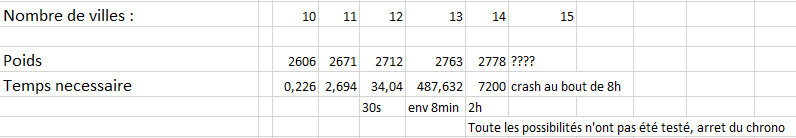 Nombre de villes : 10 11 12 13 14 15
Poids 2606 2671 2712 2763 2778 ????
Temps necessaire 0,226 2,694 34,04 487,632 7200 crash au bout de 8h
30s env 8min 2h
Toute les possibilités n'ont pas été testé, arret du chrono